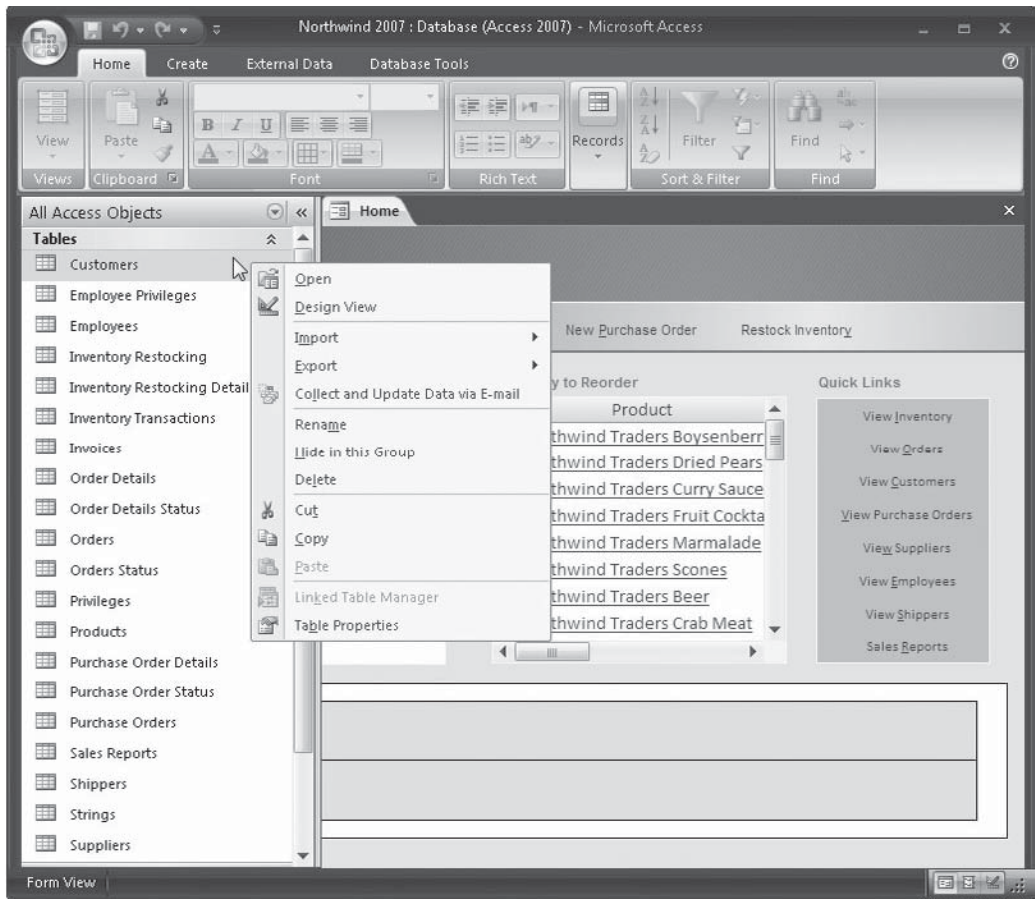 Northwind 2007 : Database (Access 2007) - Microsoft Access
Home Create External Data Database Tools
View
Paste
B I U
Records
Filter
Find
Views Clipboard Font Rich Text Sort & Filter Find
All Access Objects
Home
Tables
Customers
Employee Privileges
Employees
Inventory Restocking
Inventory Restocking Detail
Inventory Transactions
Invoices
Order Details
Order Details Status
Orders
Orders Status
Privileges
Products
Purchase Order Details
Purchase Order Status
Purchase Orders
Sales Reports
Shippers
Strings
Suppliers
Open
Design View
Import
Export
Collect and Update Data via E-mail
Rename
Hide in this Group
Delete
Cut
Copy
Paste
Linked Table Manager
Table Properties
New Purchase Order Restock Inventory
y to Reorder
Product
thwind Traders Boysenberr
thwind Traders Dried Pears
thwind Traders Curry Sauce
thwind Traders Fruit Cockta
thwind Traders Marmalade
thwind Traders Scones
thwind Traders Beer
thwind Traders Crab Meat
Quick Links
View Inventory
View Orders
View Customers
View Purchase Orders
View Suppliers
View Employees
View Shippers
Sales Reports
Form View